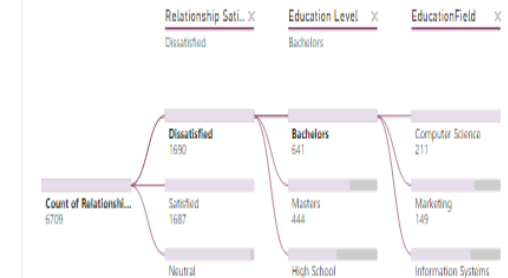 Relationship Sati... × Education Level × EducationField ×
Dissatisfied Bachelors
Dissatisfied Bachelors Computer Science
1690 641 211
Count of Relationshi... Satisfied Masters Marketing
6709 1687 444 149
Neutral High School Information Systems